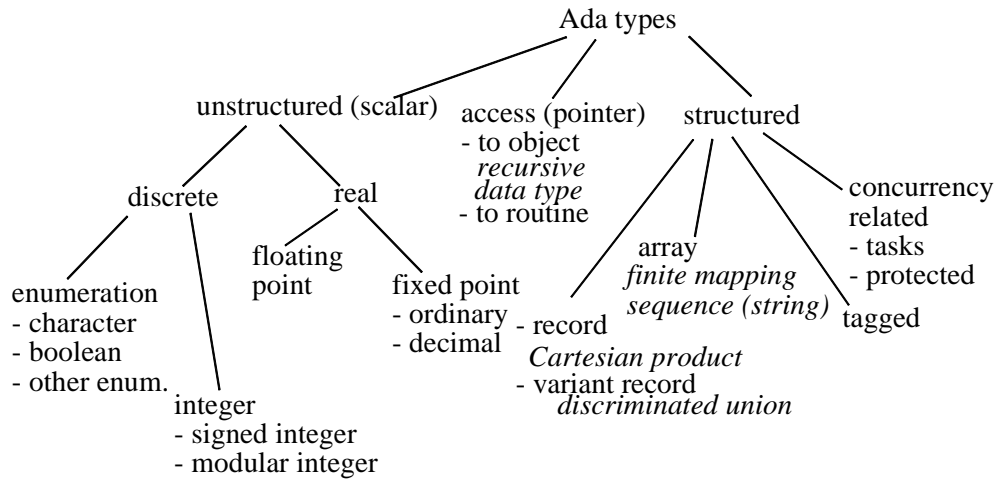 Ada types
unstructured (scalar)
access (pointer)
- to object
recursive
data type
- to routine
structured
discrete
real
concurrency
related
- tasks
- protected
floating
point
array
finite mapping
sequence (string)
enumeration
- character
- boolean
- other enum.
fixed point
- ordinary
- decimal
- record
Cartesian product
- variant record
discriminated union
tagged
integer
- signed integer
- modular integer